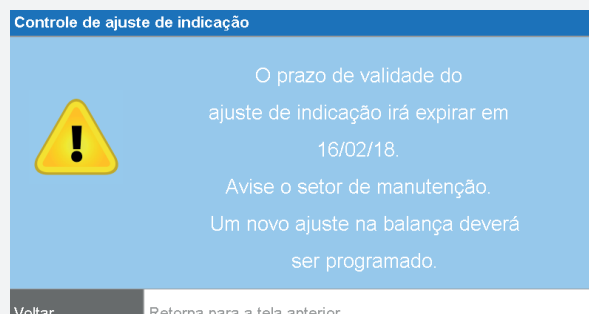 Controle de ajuste de indicação
O prazo de validade do
ajuste de indicação irá expirar em
16/02/18.
Avise o setor de manutenção.
Um novo ajuste na balança deverá
ser programado.
Voltar
Retorna para a tela anterior